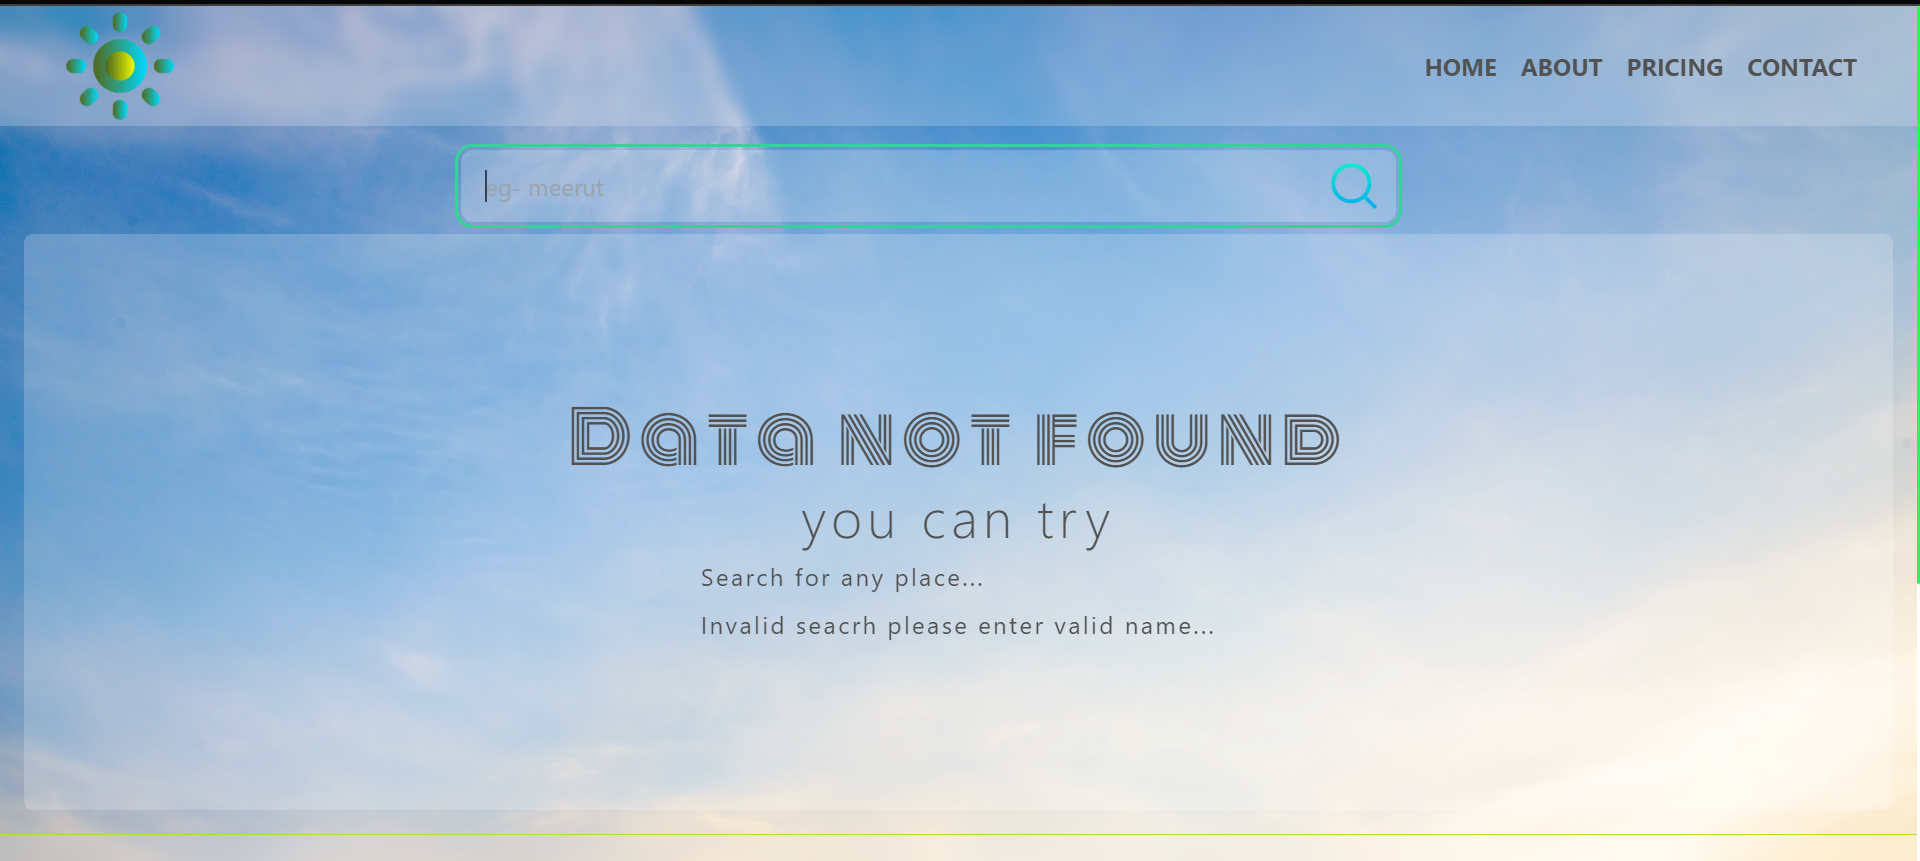 HOME ABOUT PRICING CONTACT
eg- meerut
Data not found
you can try
Search for any place...
Invalid seacrh please enter valid name...